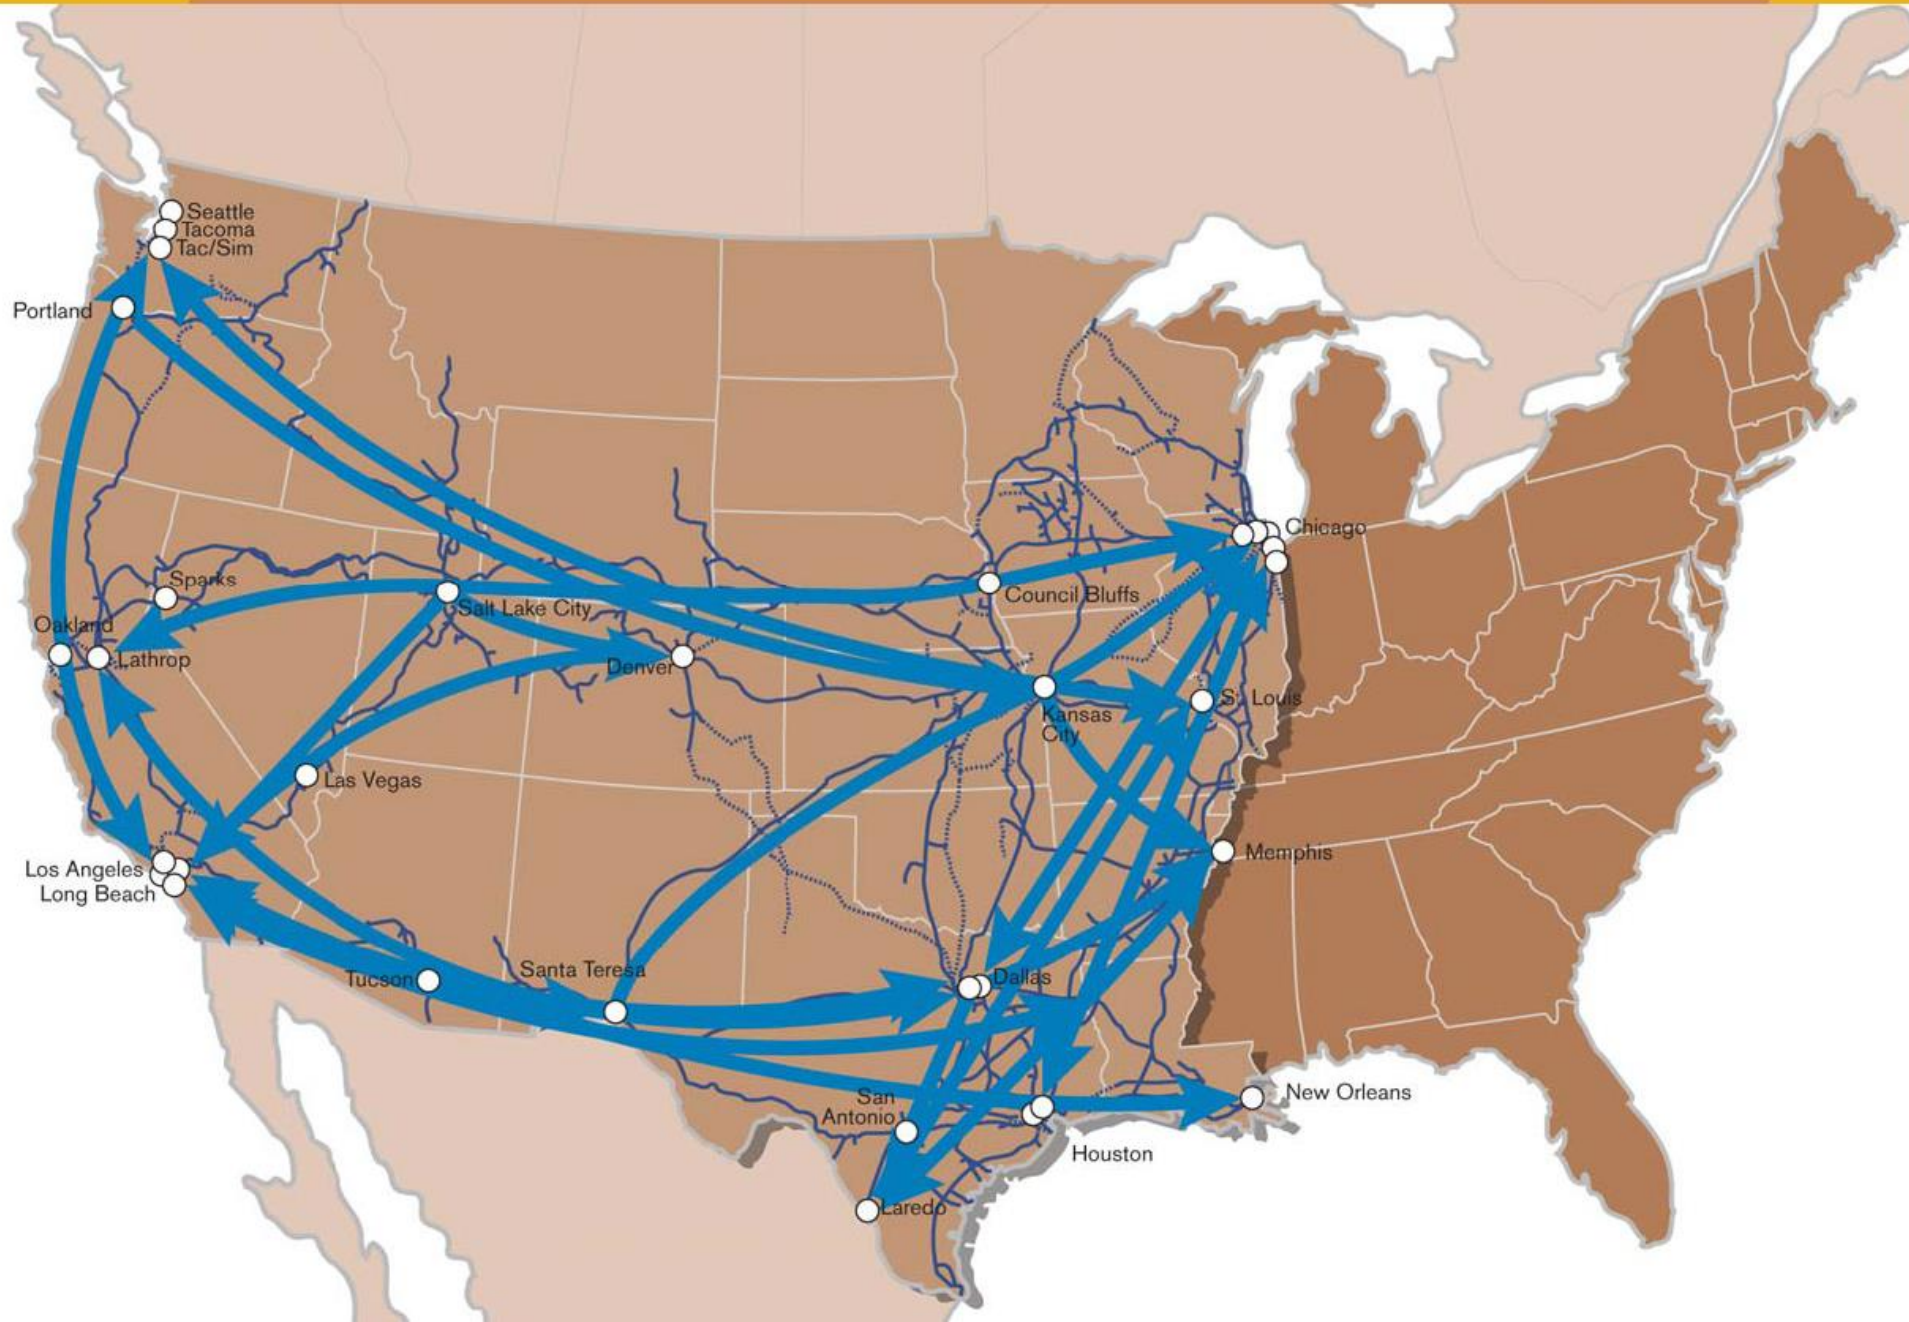 Seattle
Tacoma
Tac/Sim
Portland
Chicago
Sparks
Council Bluffs
Salt Lake City
Oakland
Lathrop
Denver
St. Louis
Kansas
City
Las Vegas
Memphis
Los Angeles
Long Beach
Santa Teresa
Tucson
Dallas
New Orleans
San
Antonio
Houston
Laredo